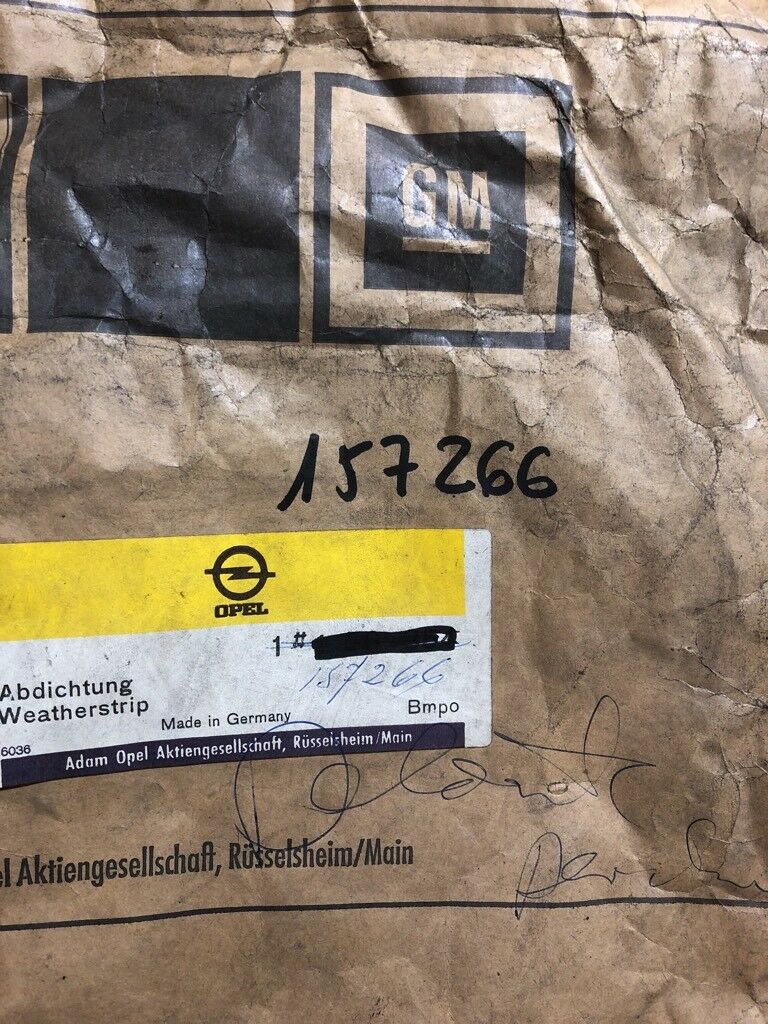 GM
157266
OPEL
1 #
157266
Abdichtung
Weatherstrip
Made in Germany
Bmpo
6036
Adam Opel Aktiengesellschaft, Rüsselsheim/Main
el Aktiengesellschaft, Rüsselsheim/Main